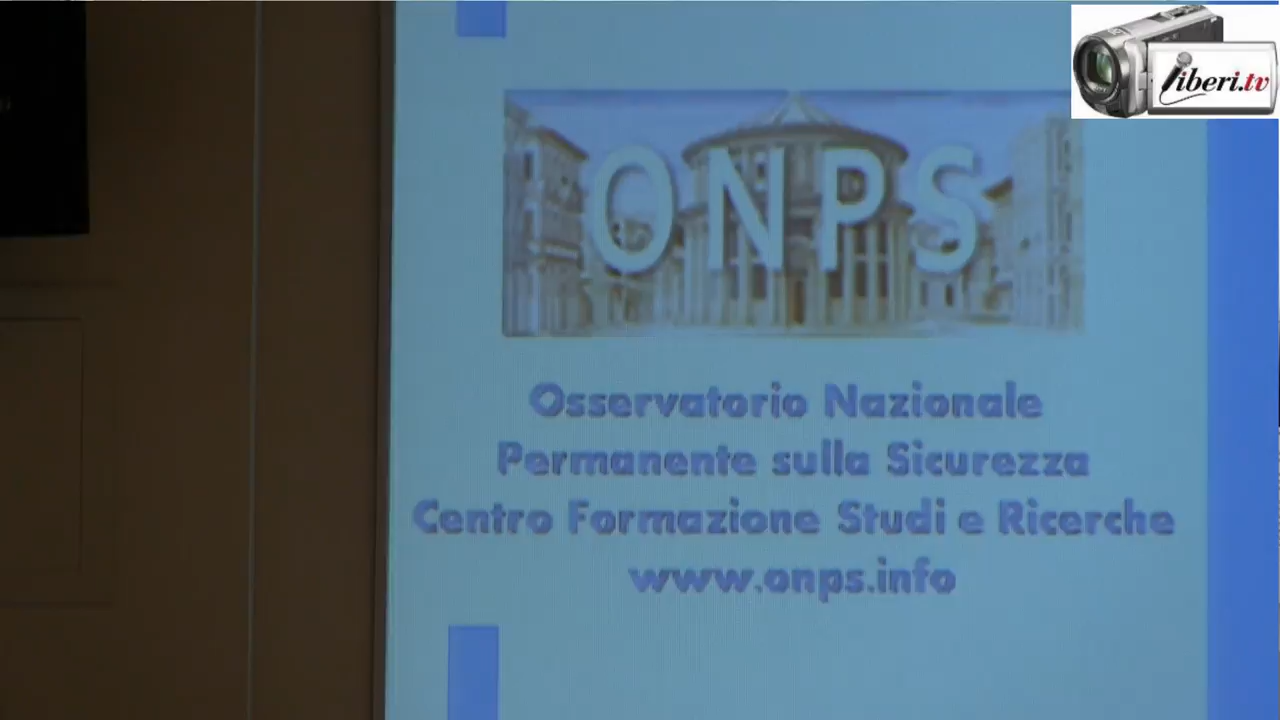 liberi.tv
ONPS
Osservatorio Nazionale
Permanente sulla Sicurezza
Centro Formazione Studi e Ricerche
www.onps.info